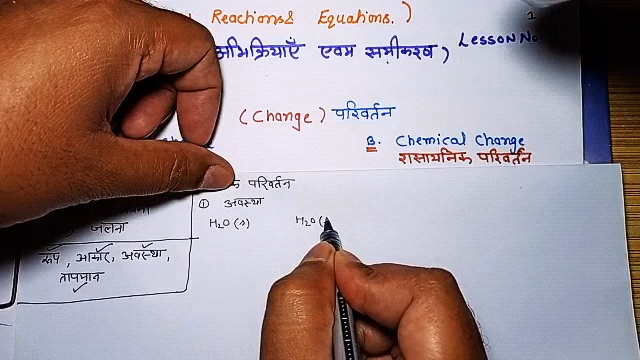 Reactions& Equations.)
अभिक्रियाएँ एवम समीकरण) Lesson No
(Change) परिवर्तन
B. Chemical Change
रासायनिक परिवर्तन
परिवर्तन
① अवस्था
H₂O(s) H₂O(
जलना
रूप, आकार, अवस्था,
तापमान